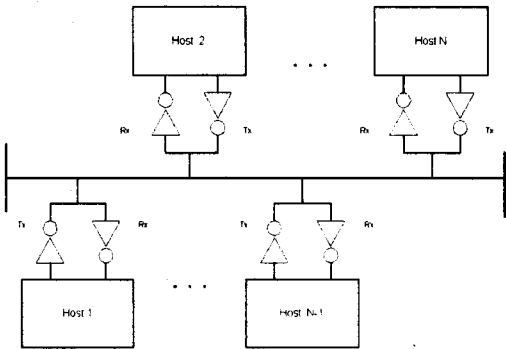 Host 2
Host N
. . .
Rx
Tx
Rx
Tx
Tx
Rx
Tx
Rx
. . .
Host 1
Host N-1